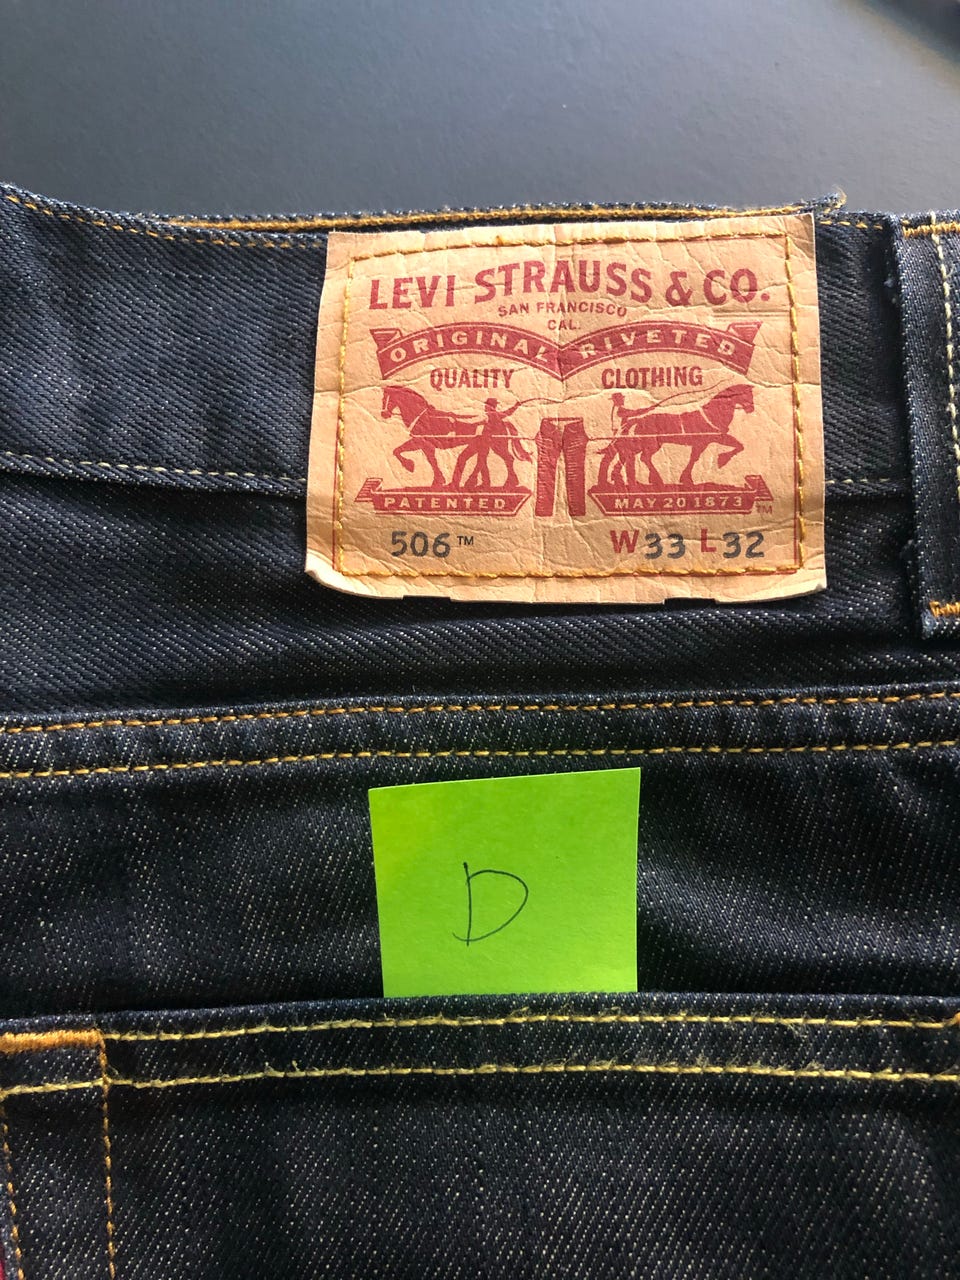 LEVI STRAUSS & CO.
SAN FRANCISCO
CAL.
ORIGINAL RIVETED
QUALITY CLOTHING
PATENTED MAY 20 1873 ™
506™ W33 L32
D